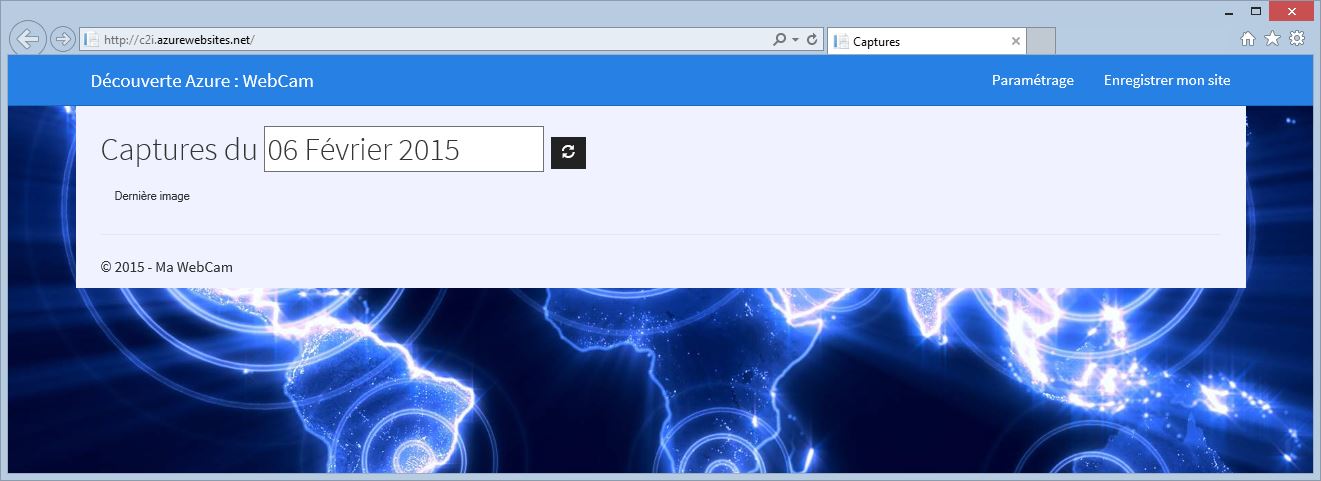 http://c2i.azurewebsites.net/
Captures
Découverte Azure : WebCam
Paramétrage
Enregistrer mon site
Captures du 06 Février 2015
Dernière image
© 2015 - Ma WebCam